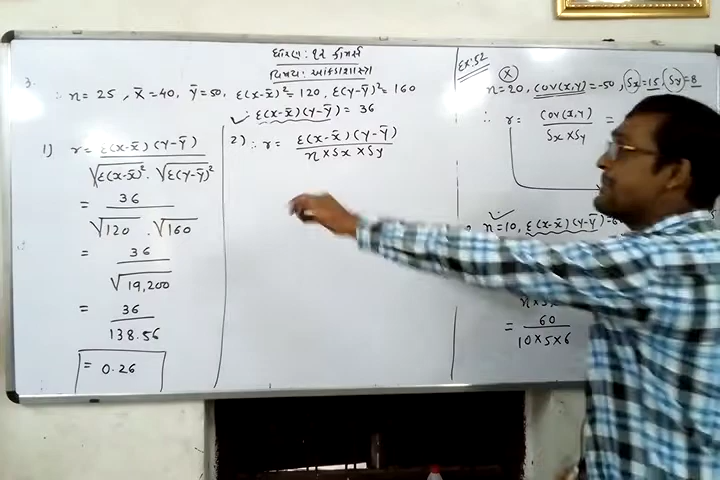 ધોરણ: ૧૨ કોમર્સ
વિષય: આંકડાશાસ્ત્ર
3.
∴ n = 25 , x̄ = 40, ȳ = 50, Σ(x-x̄)² = 120, Σ(y-ȳ)² = 160
✓ Σ(x-x̄)(y-ȳ) = 36
1) r = Σ(x-x̄)(y-ȳ) / √Σ(x-x̄)² . √Σ(y-ȳ)²
= 36 / √120 . √160
= 36 / √19,200
= 36 / 138.56
= 0.26
2) ∴ r = Σ(x-x̄)(y-ȳ) / n × Sx × Sy
Ex: 52
(X)
n = 20, cov(x,y) = -50, Sx = 15, Sy = 8
∴ r = cov(x,y) / Sx × Sy =
✓ n = 10, Σ(x-x̄)(y-ȳ) = 6
= 60 / 10 × 5 × 6